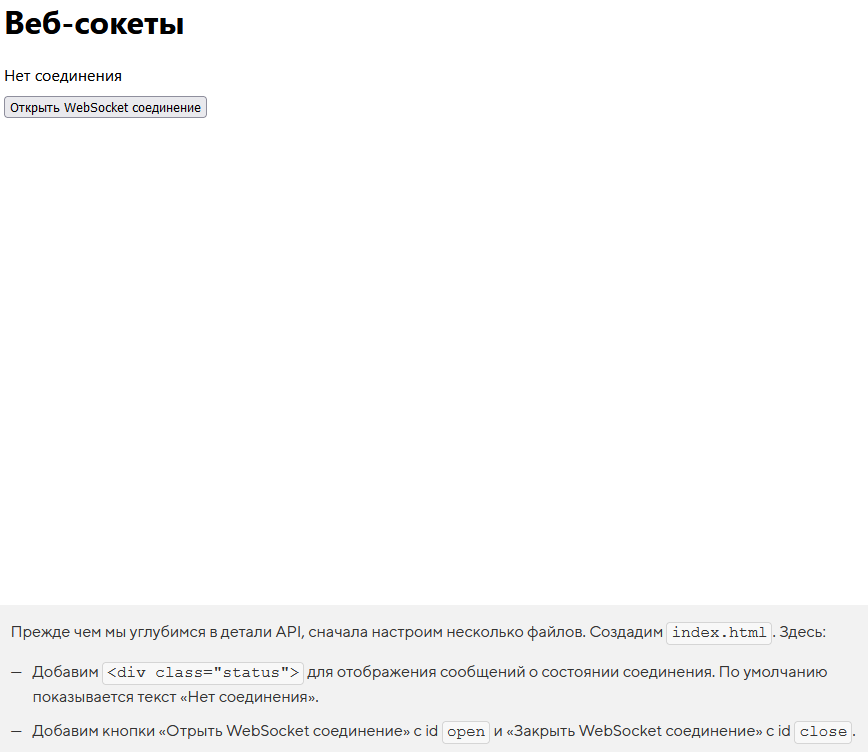 Веб-сокеты
Нет соединения
Открыть WebSocket соединение
Прежде чем мы углубимся в детали API, сначала настроим несколько файлов. Создадим index.html. Здесь:
— Добавим <div class="status"> для отображения сообщений о состоянии соединения. По умолчанию
показывается текст «Нет соединения».
— Добавим кнопки «Отрыть WebSocket соединение» с id open и «Закрыть WebSocket соединение» с id close.